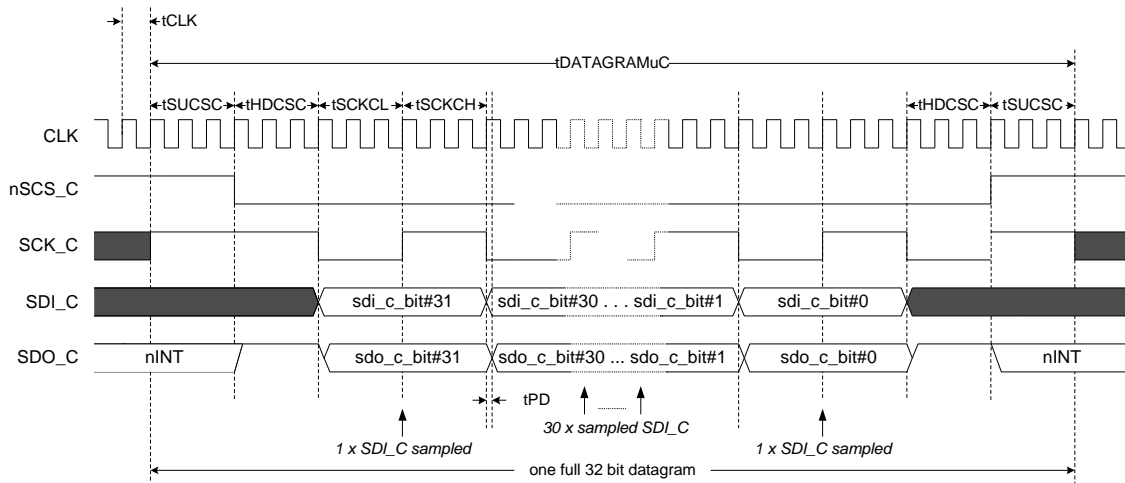 tCLK
tDATAGRAMuC
tSUCSC tHDCSC tSCKCL tSCKCH tHDCSC tSUCSC
CLK
nSCS_C
SCK_C
SDI_C sdi_c_bit#31 sdi_c_bit#30 . . . sdi_c_bit#1 sdi_c_bit#0
SDO_C nINT sdo_c_bit#31 sdo_c_bit#30 ... sdo_c_bit#1 sdo_c_bit#0 nINT
tPD
30 x sampled SDI_C
1 x SDI_C sampled 1 x SDI_C sampled
one full 32 bit datagram